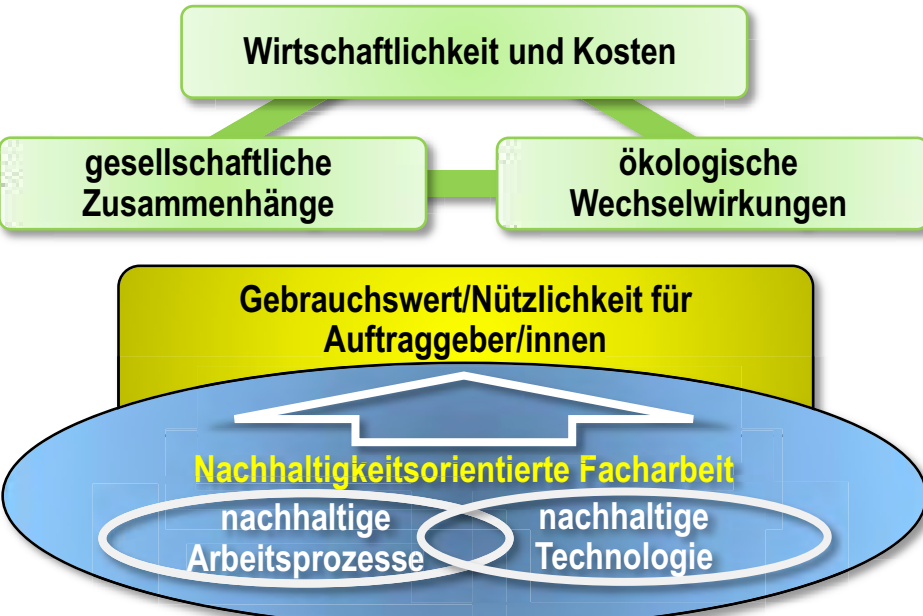 Wirtschaftlichkeit und Kosten
gesellschaftliche
Zusammenhänge
ökologische
Wechselwirkungen
Gebrauchswert/Nützlichkeit für
Auftraggeber/innen
Nachhaltigkeitsorientierte Facharbeit
nachhaltige
Arbeitsprozesse
nachhaltige
Technologie